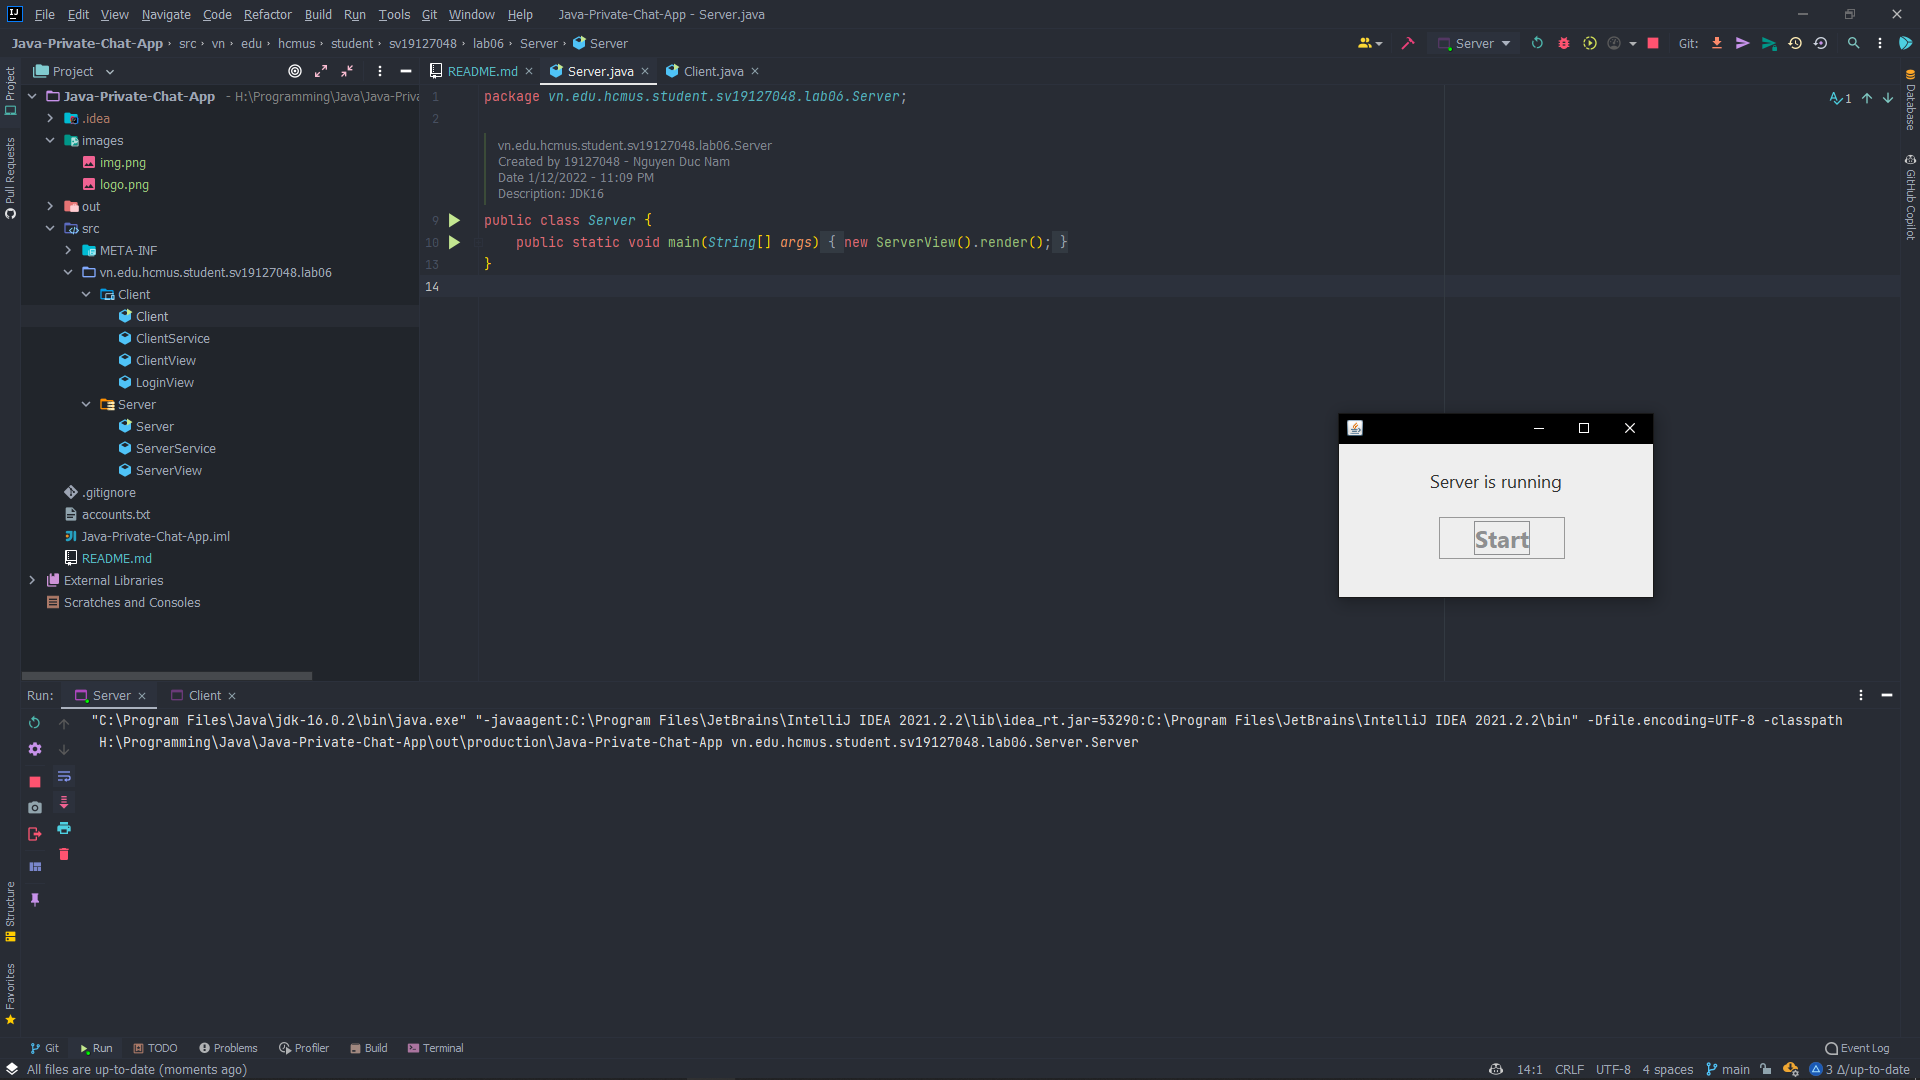 File Edit View Navigate Code Refactor Build Run Tools Git Window Help Java-Private-Chat-App - Server.java
Java-Private-Chat-App › src › vn › edu › hcmus › student › sv19127048 › lab06 › Server › Server
Server
Git:
Project
README.md
Server.java
Client.java
Java-Private-Chat-App - H:\Programming\Java\Java-Priva
.idea
images
img.png
logo.png
out
src
META-INF
vn.edu.hcmus.student.sv19127048.lab06
Client
Client
ClientService
ClientView
LoginView
Server
Server
ServerService
ServerView
.gitignore
accounts.txt
Java-Private-Chat-App.iml
README.md
External Libraries
Scratches and Consoles
Project
Pull Requests
Structure
Favorites
1 package vn.edu.hcmus.student.sv19127048.lab06.Server;
2
vn.edu.hcmus.student.sv19127048.lab06.Server
Created by 19127048 - Nguyen Duc Nam
Date 1/12/2022 - 11:09 PM
Description: JDK16
9 public class Server {
10 public static void main(String[] args) { new ServerView().render(); }
13 }
14
1
Database
GitHub Copilot
Server is running
Start
Run: Server Client
"C:\Program Files\Java\jdk-16.0.2\bin\java.exe" "-javaagent:C:\Program Files\JetBrains\IntelliJ IDEA 2021.2.2\lib\idea_rt.jar=53290:C:\Program Files\JetBrains\IntelliJ IDEA 2021.2.2\bin" -Dfile.encoding=UTF-8 -classpath
H:\Programming\Java\Java-Private-Chat-App\out\production\Java-Private-Chat-App vn.edu.hcmus.student.sv19127048.lab06.Server.Server
Git Run TODO Problems Profiler Build Terminal Event Log
All files are up-to-date (moments ago) 14:1 CRLF UTF-8 4 spaces main 3 Δ/up-to-date